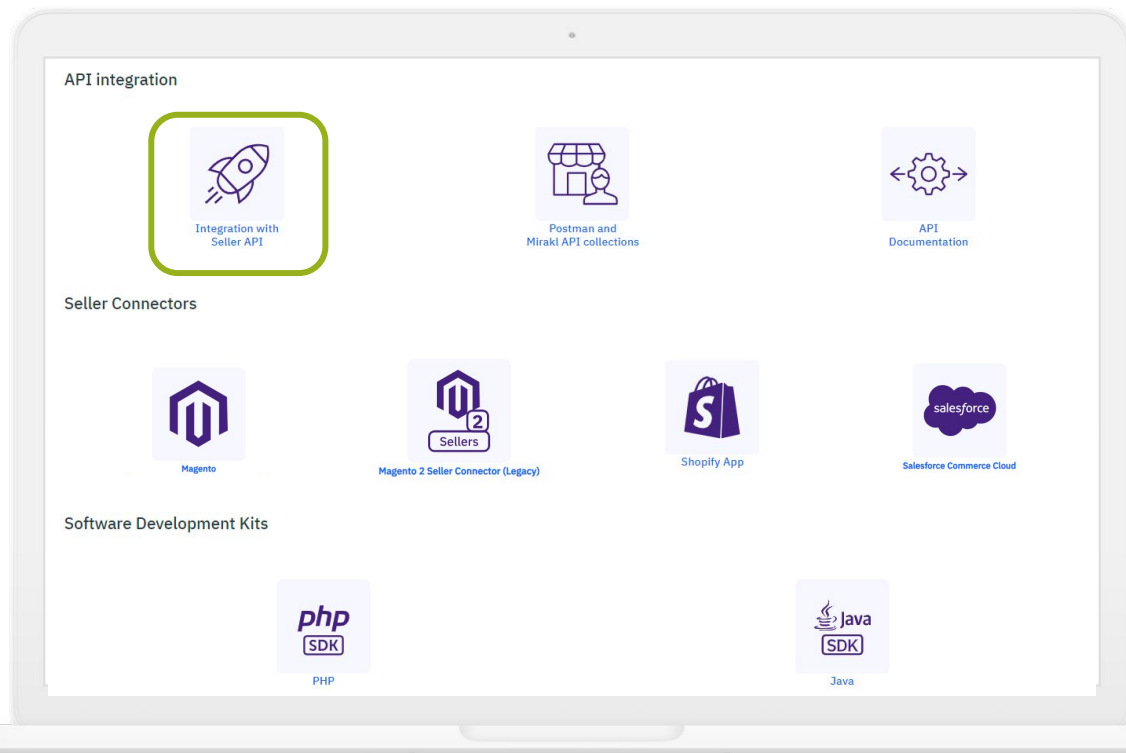 API integration
Integration with
Seller API
Postman and
Mirakl API collections
API
Documentation
Seller Connectors
2
Sellers
S
salesforce
Magento
Magento 2 Seller Connector (Legacy)
Shopify App
Salesforce Commerce Cloud
Software Development Kits
php
SDK
Java
SDK
PHP
Java